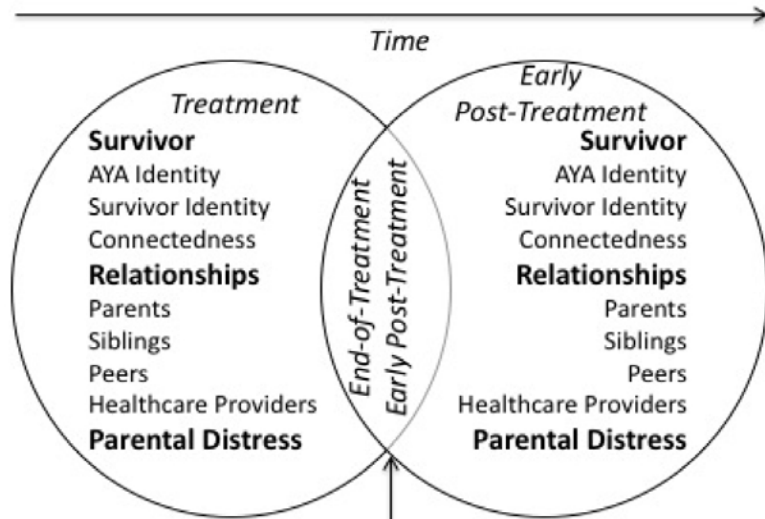 Time
Treatment
Survivor
AYA Identity
Survivor Identity
Connectedness
Relationships
Parents
Siblings
Peers
Healthcare Providers
Parental Distress
End-of-Treatment
Early Post-Treatment
Early
Post-Treatment
Survivor
AYA Identity
Survivor Identity
Connectedness
Relationships
Parents
Siblings
Peers
Healthcare Providers
Parental Distress